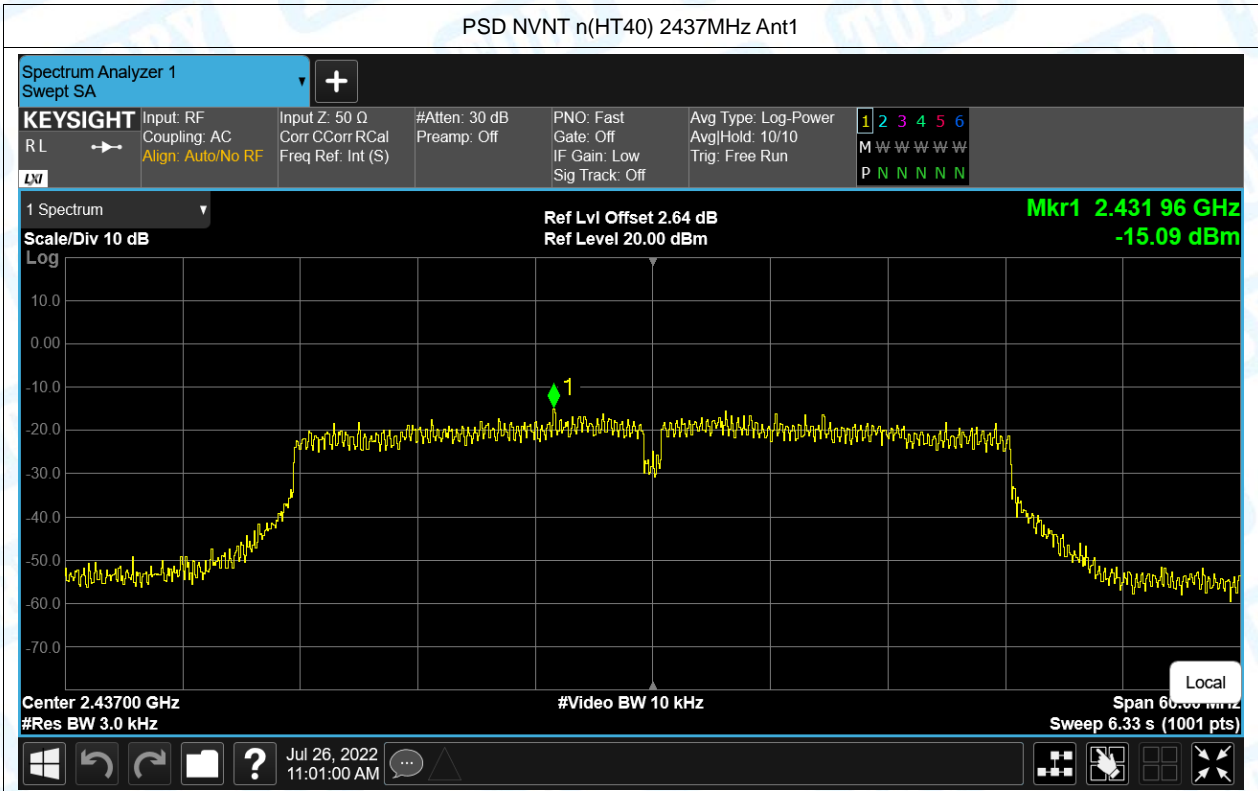 PSD NVNT n(HT40) 2437MHz Ant1
Spectrum Analyzer 1
Swept SA
KEYSIGHT
RL
LXI
Input: RF
Coupling: AC
Align: Auto/No RF
Input Z: 50 Ω
Corr CCorr RCal
Freq Ref: Int (S)
#Atten: 30 dB
Preamp: Off
PNO: Fast
Gate: Off
IF Gain: Low
Sig Track: Off
Avg Type: Log-Power
Avg|Hold: 10/10
Trig: Free Run
1 2 3 4 5 6
M W W W W W
P N N N N N
1 Spectrum
Scale/Div 10 dB
Ref Lvl Offset 2.64 dB
Ref Level 20.00 dBm
Mkr1 2.431 96 GHz
-15.09 dBm
Log
10.0
0.00
-10.0
-20.0
-30.0
-40.0
-50.0
-60.0
-70.0
1
Local
Center 2.43700 GHz
#Video BW 10 kHz
Span 60.00 MHz
#Res BW 3.0 kHz
Sweep 6.33 s (1001 pts)
?
Jul 26, 2022
11:01:00 AM